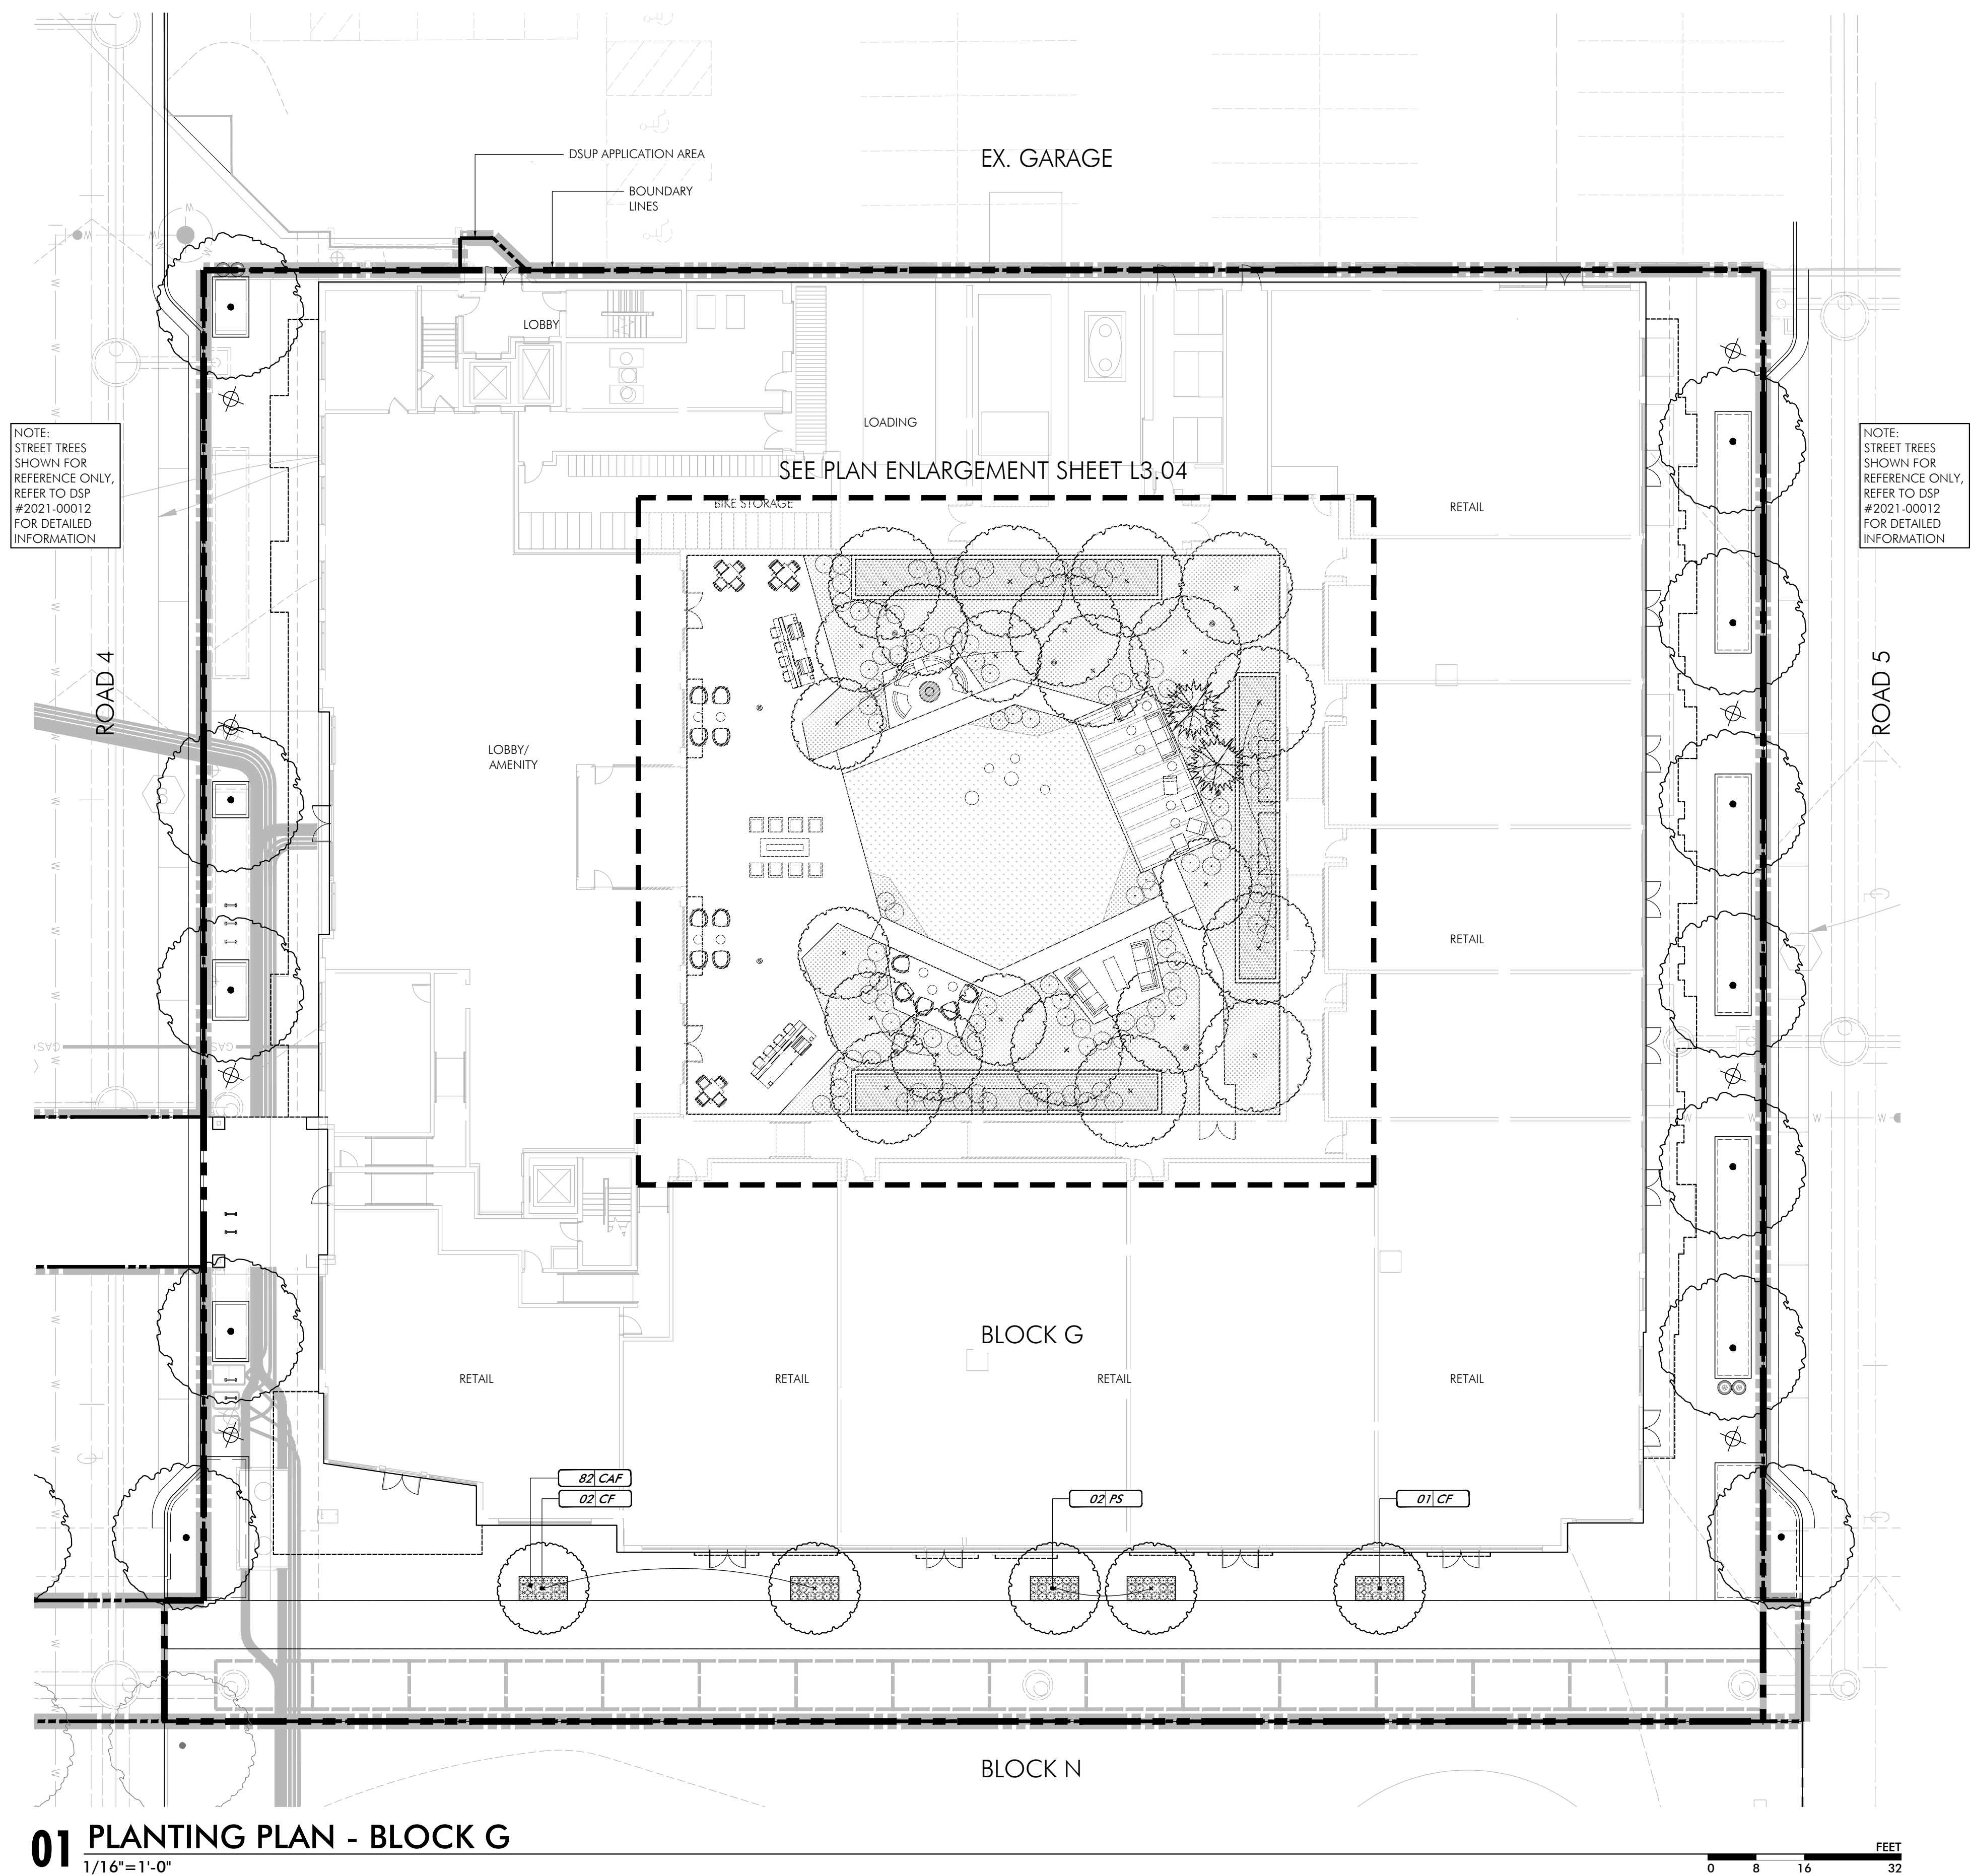 EX. GARAGE
DSUP APPLICATION AREA
BOUNDARY
LINES
LOBBY
LOADING
SEE PLAN ENLARGEMENT SHEET L3.04
BIKE STORAGE
RETAIL
NOTE:
STREET TREES
SHOWN FOR
REFERENCE ONLY,
REFER TO DSP
#2021-00012
FOR DETAILED
INFORMATION
NOTE:
STREET TREES
SHOWN FOR
REFERENCE ONLY,
REFER TO DSP
#2021-00012
FOR DETAILED
INFORMATION
ROAD 4
ROAD 5
LOBBY/
AMENITY
RETAIL
GAS
GAS
BLOCK G
RETAIL
RETAIL
RETAIL
RETAIL
82 CAF
02 CF
02 PS
01 CF
BLOCK N
01 PLANTING PLAN - BLOCK G
1/16"=1'-0"
FEET
0 8 16 32